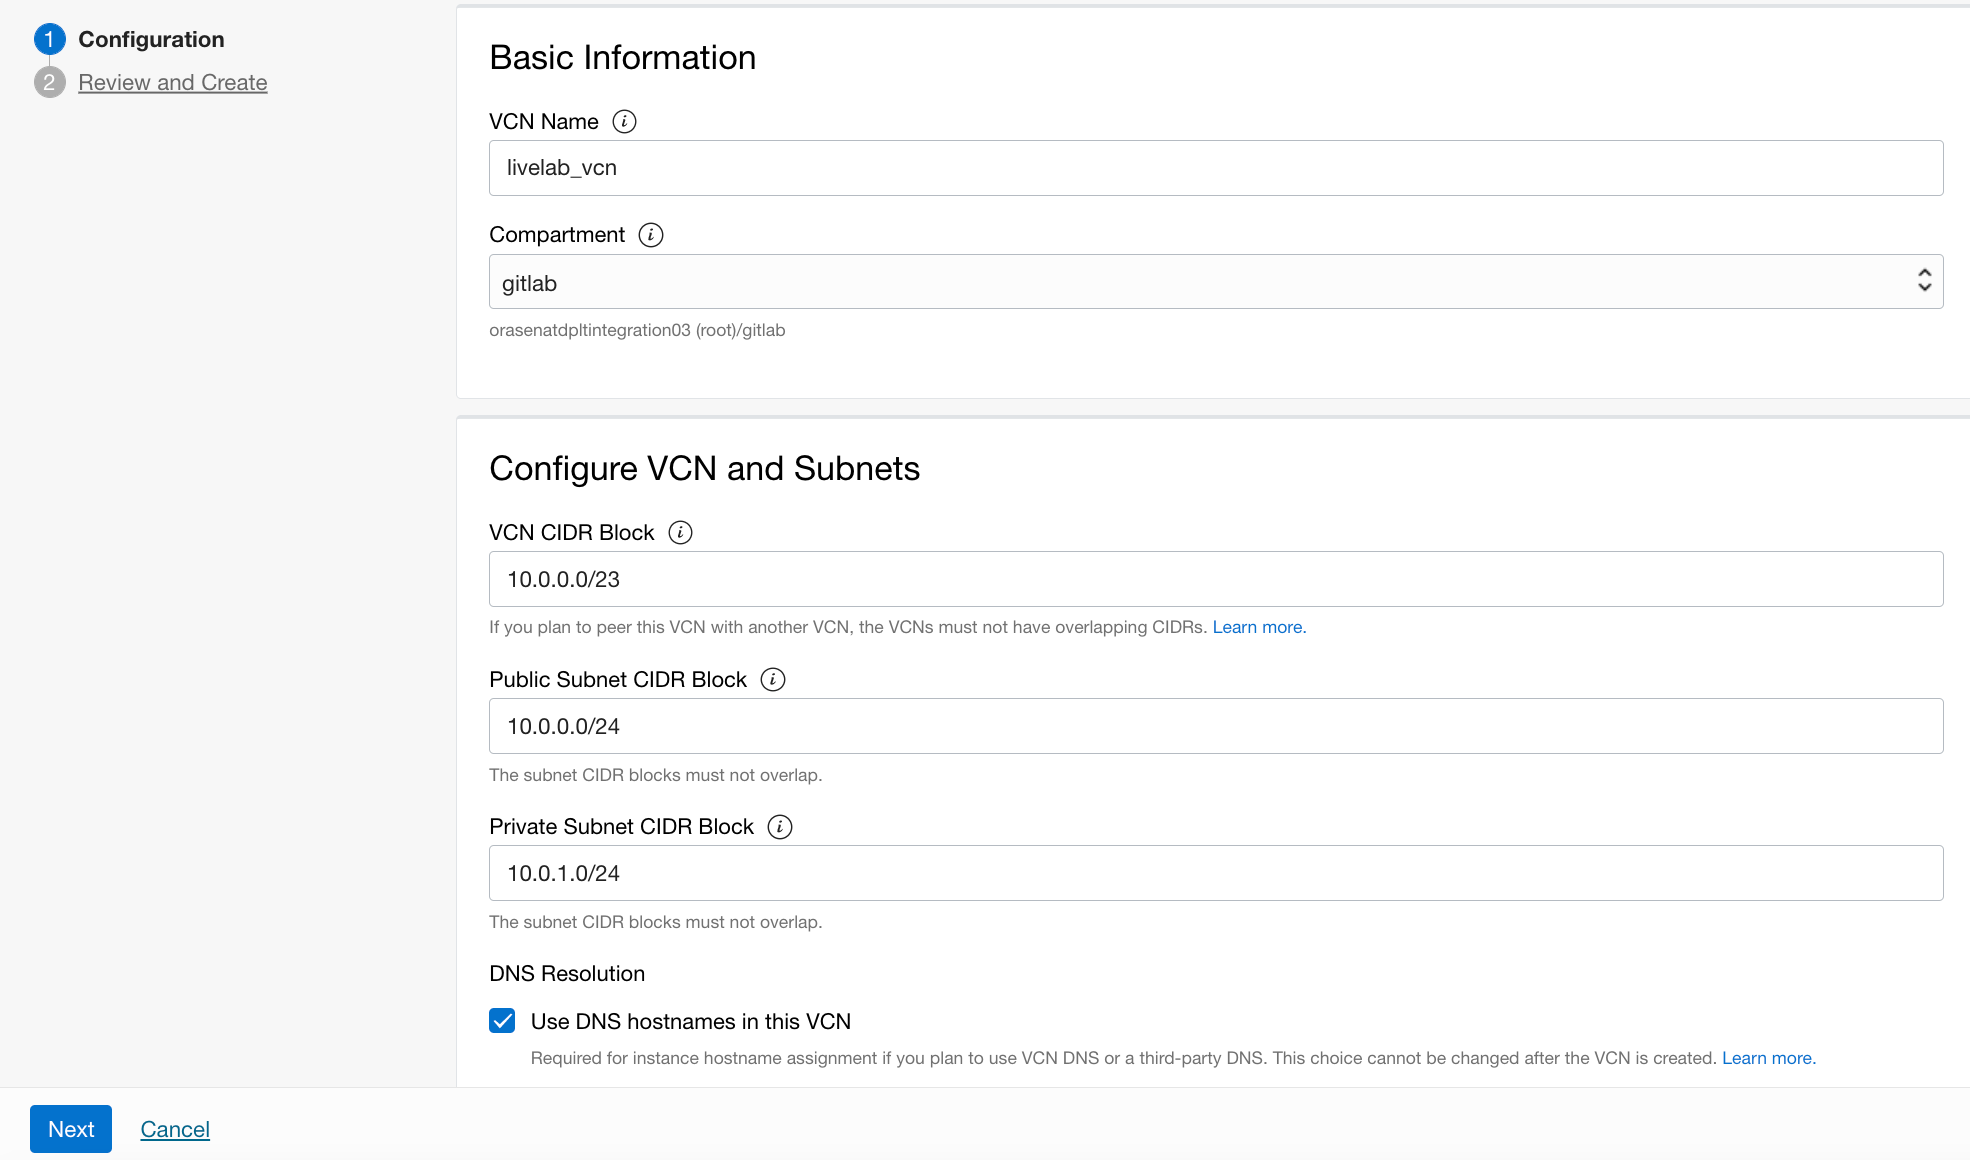 1 Configuration
2 Review and Create
Basic Information
VCN Name i
livelab_vcn
Compartment i
gitlab
orasenatdpltintegration03 (root)/gitlab
Configure VCN and Subnets
VCN CIDR Block i
10.0.0.0/23
If you plan to peer this VCN with another VCN, the VCNs must not have overlapping CIDRs. Learn more.
Public Subnet CIDR Block i
10.0.0.0/24
The subnet CIDR blocks must not overlap.
Private Subnet CIDR Block i
10.0.1.0/24
The subnet CIDR blocks must not overlap.
DNS Resolution
Use DNS hostnames in this VCN
Required for instance hostname assignment if you plan to use VCN DNS or a third-party DNS. This choice cannot be changed after the VCN is created. Learn more.
Next Cancel